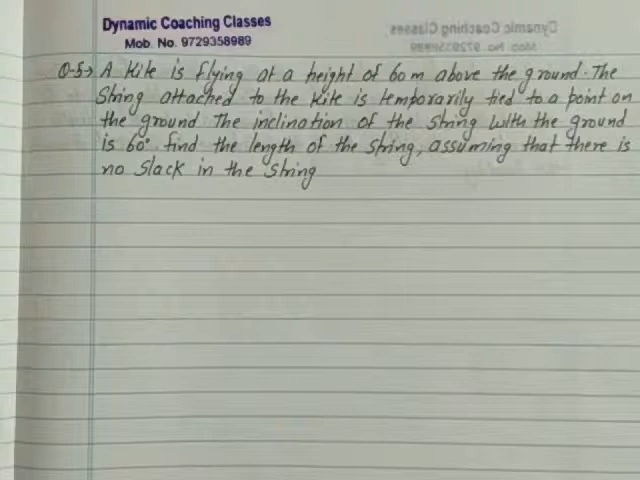 Dynamic Coaching Classes
Mob. No. 9729358989
Q-5→ A Kite is flying at a height of 60 m above the ground. The
String attached to the Kite is temporarily tied to a point on
the ground The inclination of the String with the ground
is 60°. find the length of the String, assuming that there is
no Slack in the String